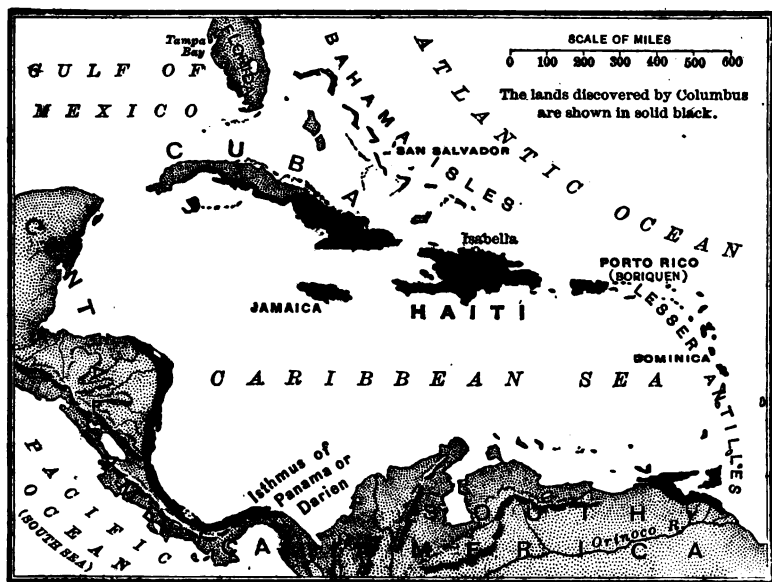 Tampa Bay
FLORIDA
GULF OF MEXICO
BAHAMA ISLES
ATLANTIC OCEAN
SCALE OF MILES
0 100 200 300 400 500 600
The lands discovered by Columbus
are shown in solid black.
SAN SALVADOR
CUBA
Isabella
PORTO RICO
(BORIQUEN)
JAMAICA
HAITI
LESSER ANTILLES
DOMINICA
CARIBBEAN SEA
CENT
AMERICA
PACIFIC
OCEAN
(SOUTH SEA)
Isthmus of
Panama or
Darien
SOUTH
AMERICA
Orinoco R.